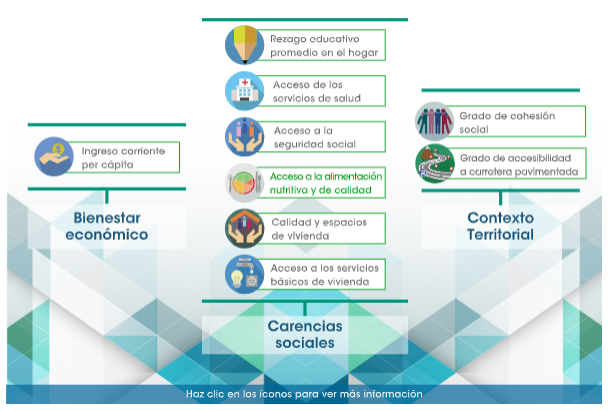 Ingreso corriente
per cápita
Bienestar
económico
Rezago educativo
promedio en el hogar
Acceso de los
servicios de salud
Acceso a la
seguridad social
Acceso a la alimentación
nutritiva y de calidad
Calidad y espacios
de vivienda
Acceso a los servicios
básicos de vivienda
Carencias
sociales
Grado de cohesión
social
Grado de accesibilidad
a carretera pavimentada
Contexto
Territorial
Haz clic en los íconos para ver más información